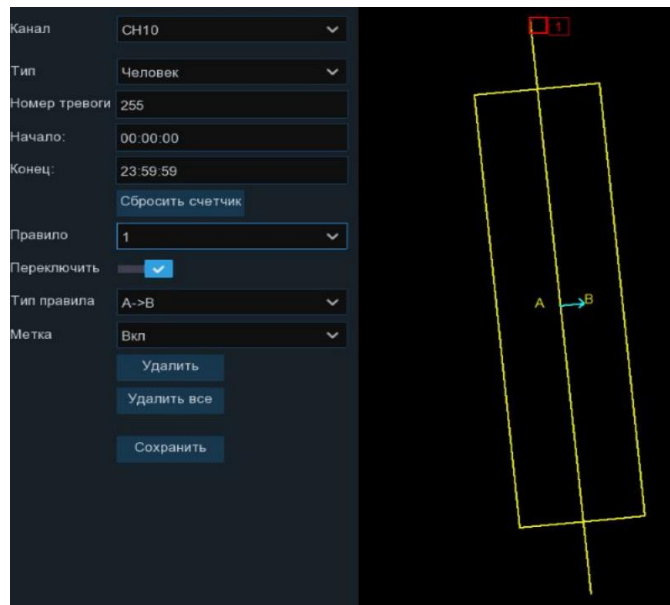 Канал CH10
1
Тип Человек
Номер тревоги 255
Начало: 00:00:00
Конец: 23:59:59
Сбросить счетчик
Правило 1
Переключить
Тип правила A->B
A B
Метка Вкл
Удалить
Удалить все
Сохранить